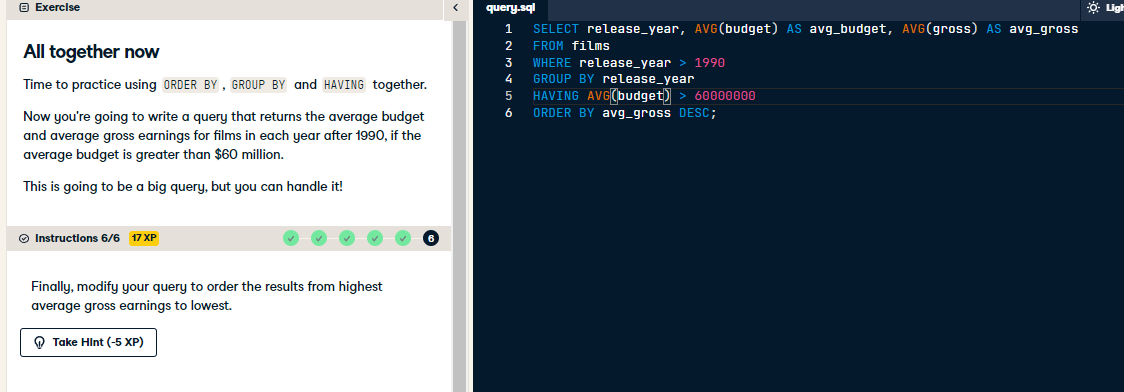 Exercise
All together now
Time to practice using ORDER BY , GROUP BY and HAVING together.
Now you're going to write a query that returns the average budget
and average gross earnings for films in each year after 1990, if the
average budget is greater than $60 million.
This is going to be a big query, but you can handle it!
Instructions 6/6 17 XP 6
Finally, modify your query to order the results from highest
average gross earnings to lowest.
Take Hint (-5 XP)
query.sql
1 SELECT release_year, AVG(budget) AS avg_budget, AVG(gross) AS avg_gross
2 FROM films
3 WHERE release_year > 1990
4 GROUP BY release_year
5 HAVING AVG(budget) > 60000000
6 ORDER BY avg_gross DESC;